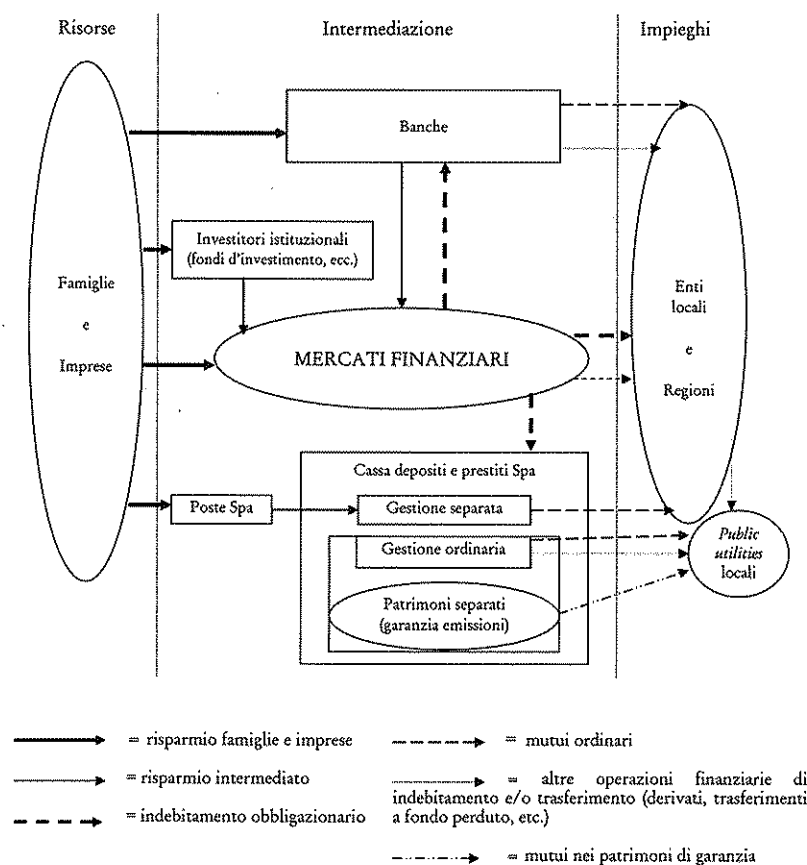 Risorse
Intermediazione
Impieghi
Banche
Investitori istituzionali
(fondi d'investimento, ecc.)
Famiglie
e
Imprese
MERCATI FINANZIARI
Enti
locali
e
Regioni
Cassa depositi e prestiti Spa
Poste Spa
Gestione separata
Gestione ordinaria
Patrimoni separati
(garanzia emissioni)
Public
utilities
locali
= risparmio famiglie e imprese
= risparmio intermediato
= indebitamento obbligazionario
= mutui ordinari
= altre operazioni finanziarie di
indebitamento e/o trasferimento (derivati, trasferimenti
a fondo perduto, etc.)
= mutui nei patrimoni di garanzia